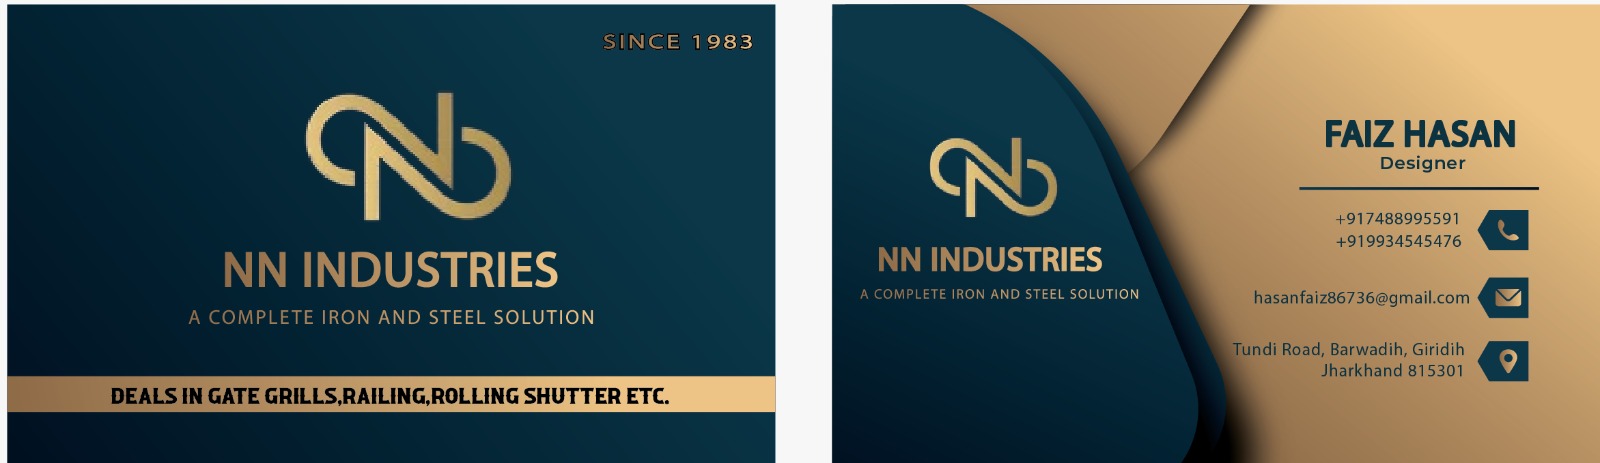 SINCE 1983
NN INDUSTRIES
A COMPLETE IRON AND STEEL SOLUTION
DEALS IN GATE GRILLS,RAILING,ROLLING SHUTTER ETC.
NN INDUSTRIES
A COMPLETE IRON AND STEEL SOLUTION
FAIZ HASAN
Designer
+917488995591
+919934545476
hasanfaiz86736@gmail.com
Tundi Road, Barwadih, Giridih
Jharkhand 815301